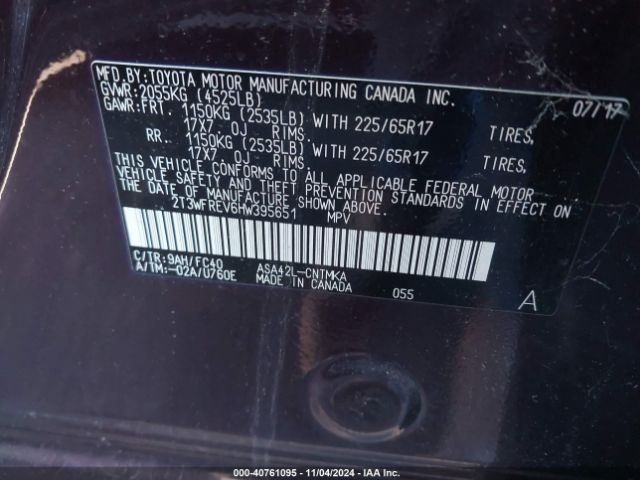 MFD. BY: TOYOTA MOTOR MANUFACTURING CANADA INC.
GVWR: 2055KG (4525LB) 07/17
GAWR: FRT. 1150KG (2535LB) WITH 225/65R17 TIRES,
17X7. 0J RIMS.
RR. 1150KG (2535LB) WITH 225/65R17 TIRES,
17X7. 0J RIMS.
THIS VEHICLE CONFORMS TO ALL APPLICABLE FEDERAL MOTOR
VEHICLE SAFETY AND THEFT PREVENTION STANDARDS IN EFFECT ON
THE DATE OF MANUFACTURE SHOWN ABOVE.
2T3WFREV6HW395651 MPV
C/TR: 9AH/FC40 ASA42L-CNTMKA
A/TM: -02A/U760E MADE IN CANADA 055
A
000-40761095 - 11/04/2024 - IAA Inc.